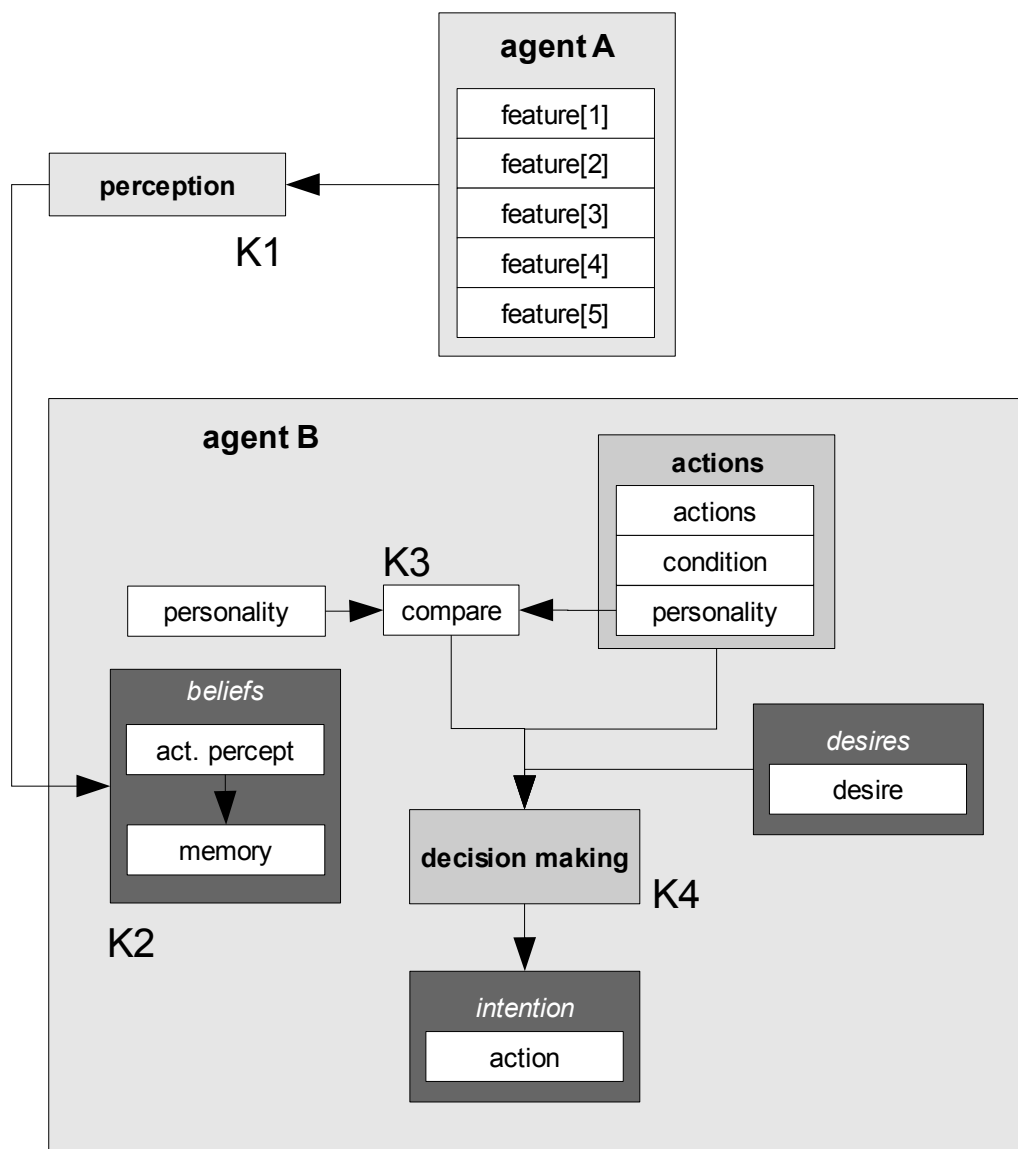 agent A
feature[1]
feature[2]
feature[3]
feature[4]
feature[5]
perception
K1
agent B
actions
actions
condition
personality
K3
personality
compare
beliefs
act. percept
memory
K2
desires
desire
decision making
K4
intention
action